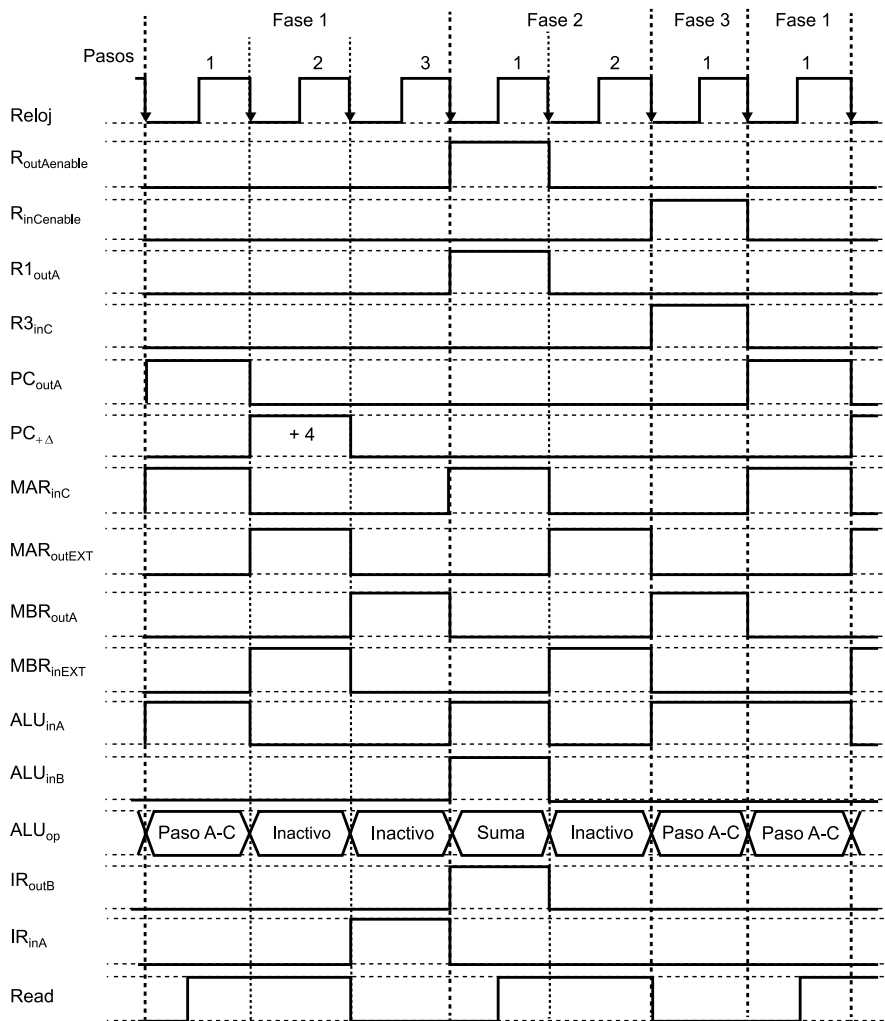 Fase 1 Fase 2 Fase 3 Fase 1
Pasos 1 2 3 1 2 1 1
Reloj
RoutAenable
RinCenable
R1outA
R3inC
PCoutA
PC+Δ + 4
MARinC
MARoutEXT
MBRoutA
MBRinEXT
ALUinA
ALUinB
ALUop Paso A-C Inactivo Inactivo Suma Inactivo Paso A-C Paso A-C
IRoutB
IRinA
Read